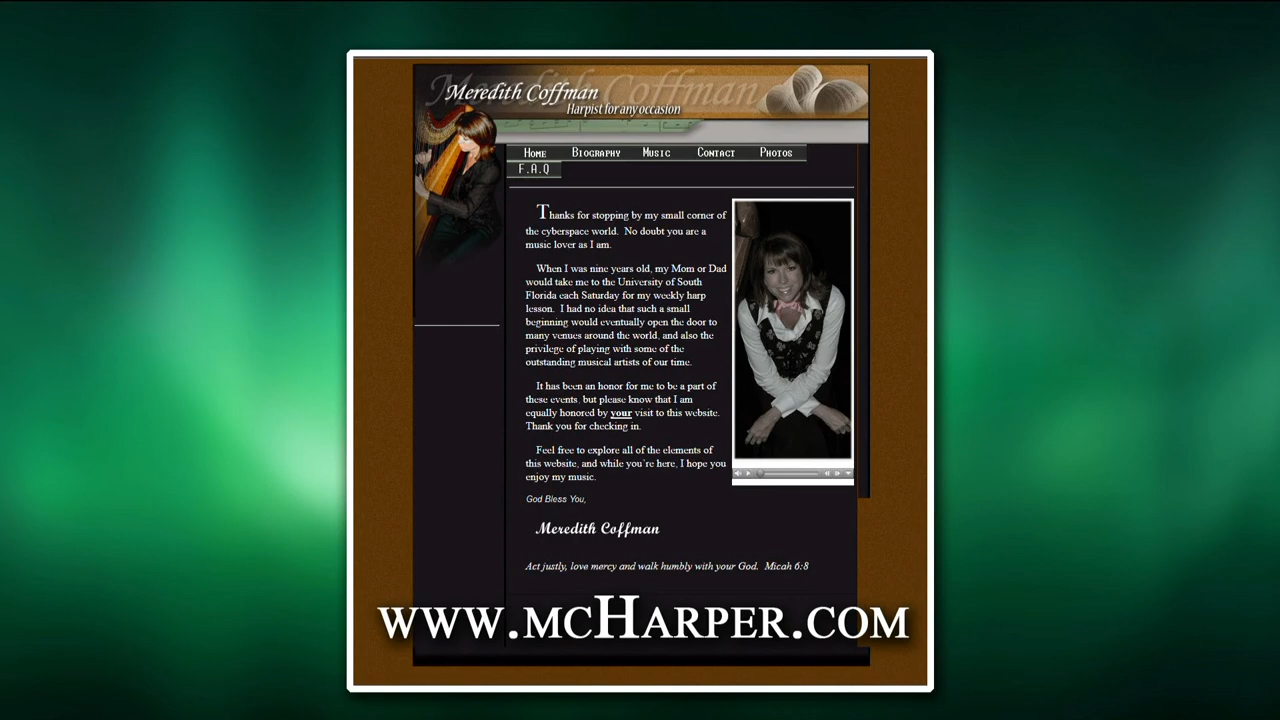 Meredith Coffman
Meredith Coffman
Harpist for any occasion
Home Biography Music Contact Photos
F.A.Q
Thanks for stopping by my small corner of
the cyberspace world. No doubt you are a
music lover as I am.
When I was nine years old, my Mom or Dad
would take me to the University of South
Florida each Saturday for my weekly harp
lesson. I had no idea that such a small
beginning would eventually open the door to
many venues around the world, and also the
privilege of playing with some of the
outstanding musical artists of our time.
It has been an honor for me to be a part of
these events, but please know that I am
equally honored by your visit to this website.
Thank you for checking in.
Feel free to explore all of the elements of
this website, and while you're here, I hope you
enjoy my music.
God Bless You,
Meredith Coffman
Act justly, love mercy and walk humbly with your God. Micah 6:8
www.mcHarper.com